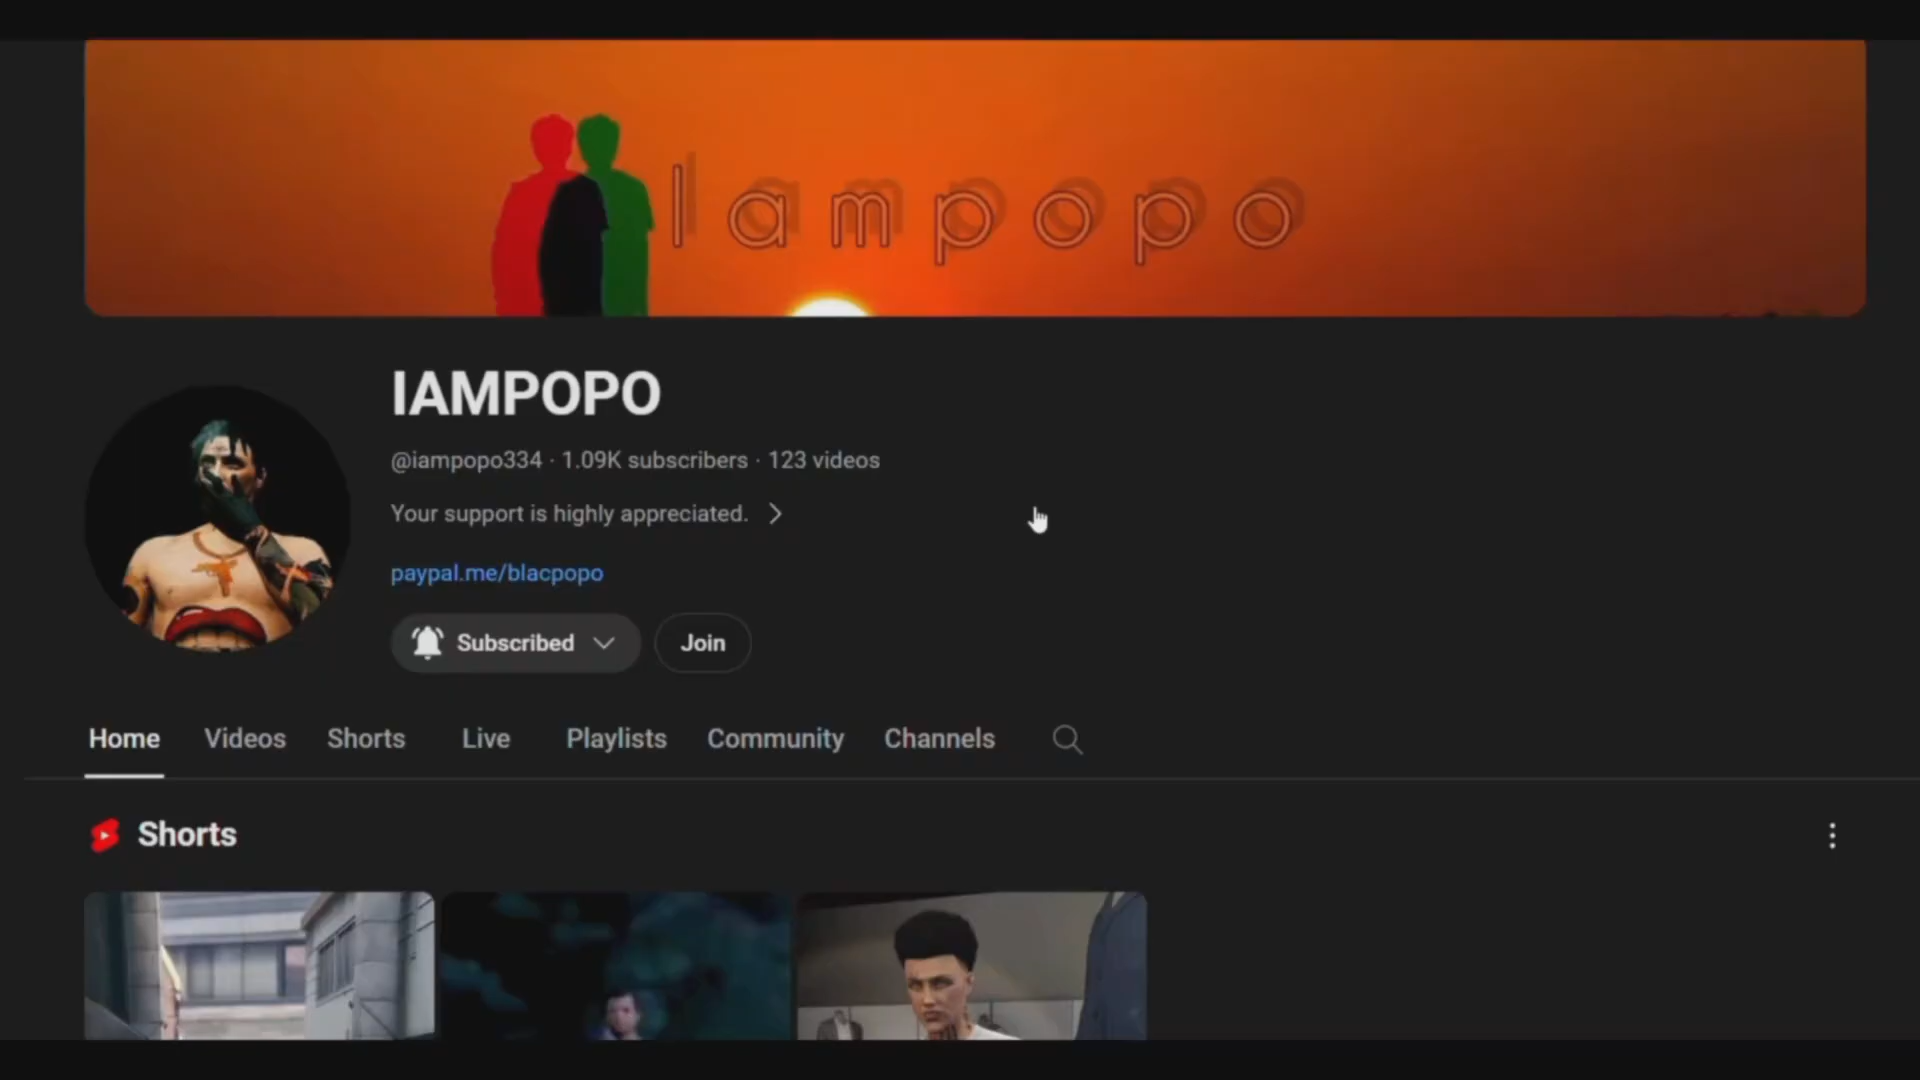 Iampopo
IAMPOPO
@iampopo334 · 1.09K subscribers · 123 videos
Your support is highly appreciated.
paypal.me/blacpopo
Subscribed
Join
Home Videos Shorts Live Playlists Community Channels
Shorts